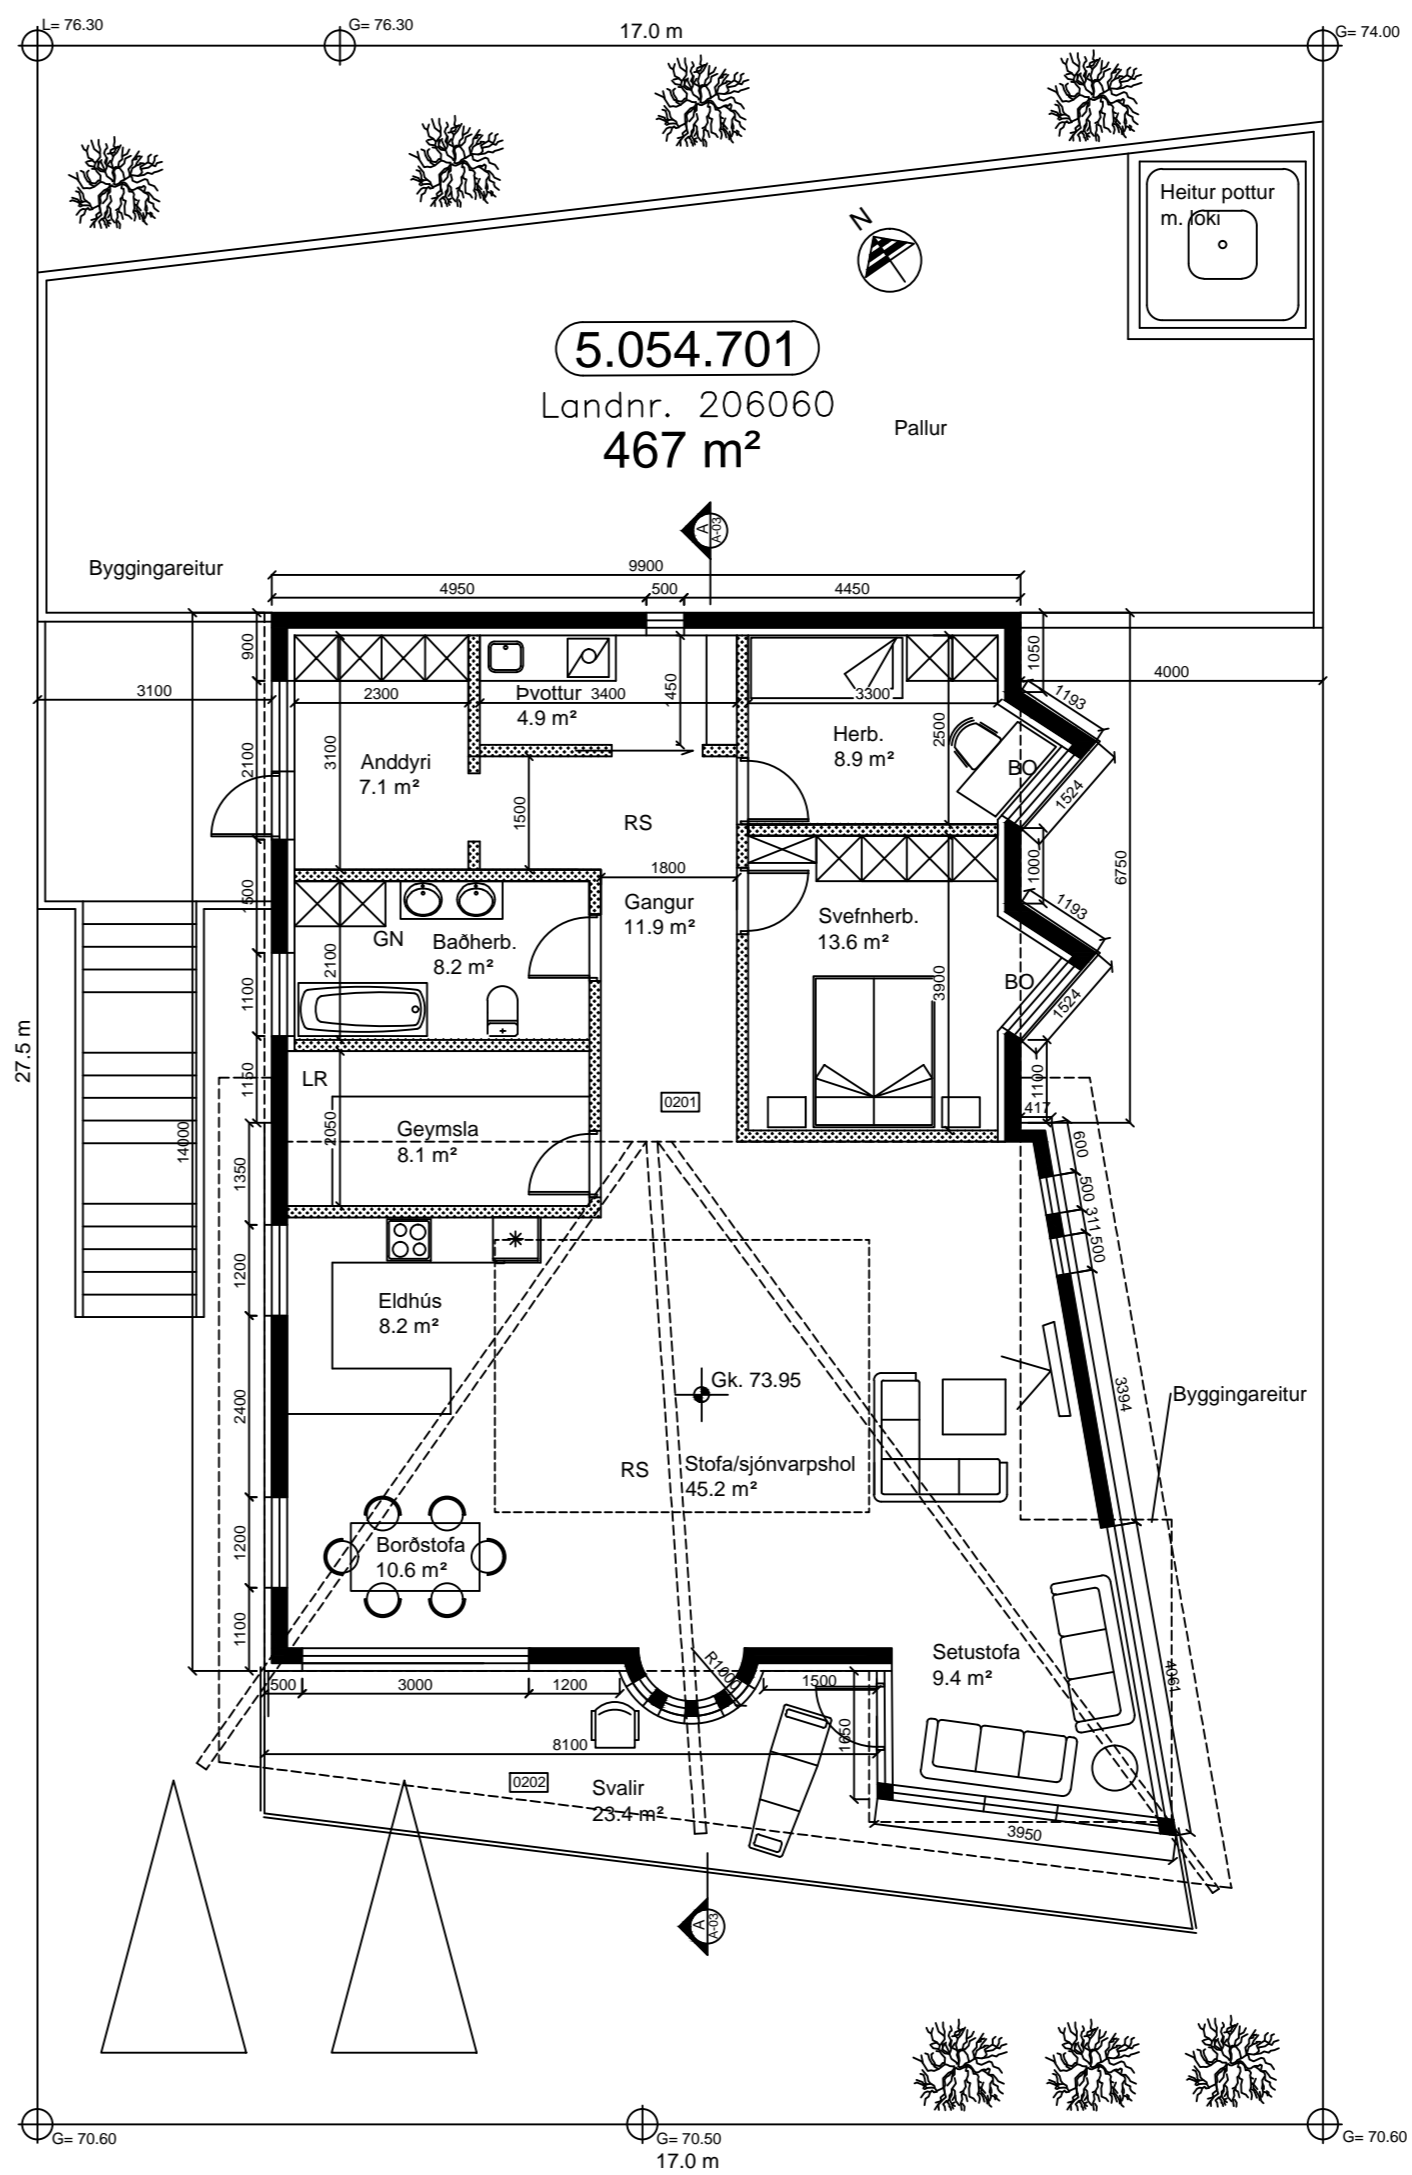 L= 76.30
G= 76.30
17.0 m
G= 74.00
Heitur pottur
m. loki
N
5.054.701
Landnr. 206060
467 m²
Pallur
A
A-03
Byggingareitur
9900
4950
500
4450
900
3100
2300
Þvottur
4.9 m²
3400
1450
3300
1050
4000
1193
2100
3100
Anddyri
7.1 m²
Herb.
8.9 m²
2500
BO
1524
1500
RS
1800
1000
6750
1500
Gangur
11.9 m²
Svefnherb.
13.6 m²
1193
GN
Baðherb.
8.2 m²
2100
3900
BO
1524
1100
27.5 m
1150
LR
0201
1100
417
14000
2050
Geymsla
8.1 m²
600
500
311
500
1350
1200
Eldhús
8.2 m²
Gk. 73.95
3394
Byggingareitur
2400
RS
Stofa/sjónvarpshol
45.2 m²
1200
Borðstofa
10.6 m²
1100
Setustofa
9.4 m²
R1000
4061
500
3000
1200
1500
1650
8100
0202
Svalir
23.4 m²
3950
A
A-03
G= 70.60
G= 70.50
G= 70.60
17.0 m